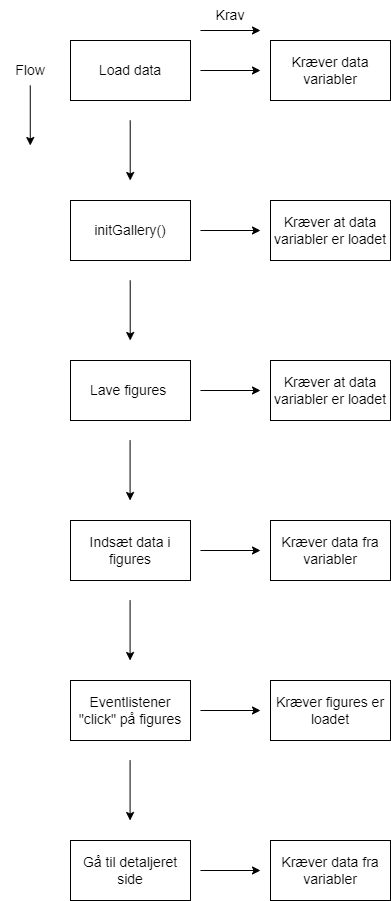 Krav
Flow
Load data
Kræver data
variabler
initGallery()
Kræver at data
variabler er loadet
Lave figures
Kræver at data
variabler er loadet
Indsæt data i
figures
Kræver data fra
variabler
Eventlistener
"click" på figures
Kræver figures er
loadet
Gå til detaljeret
side
Kræver data fra
variabler